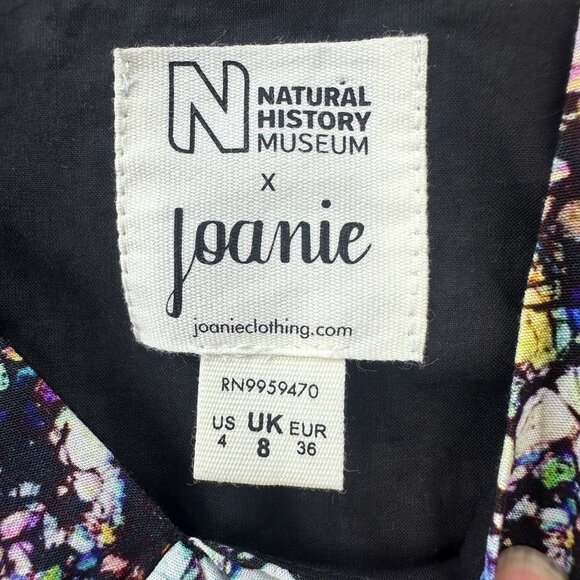 N NATURAL
HISTORY
MUSEUM
x
joanie
joanieclothing.com
RN9959470
US UK EUR
4 8 36